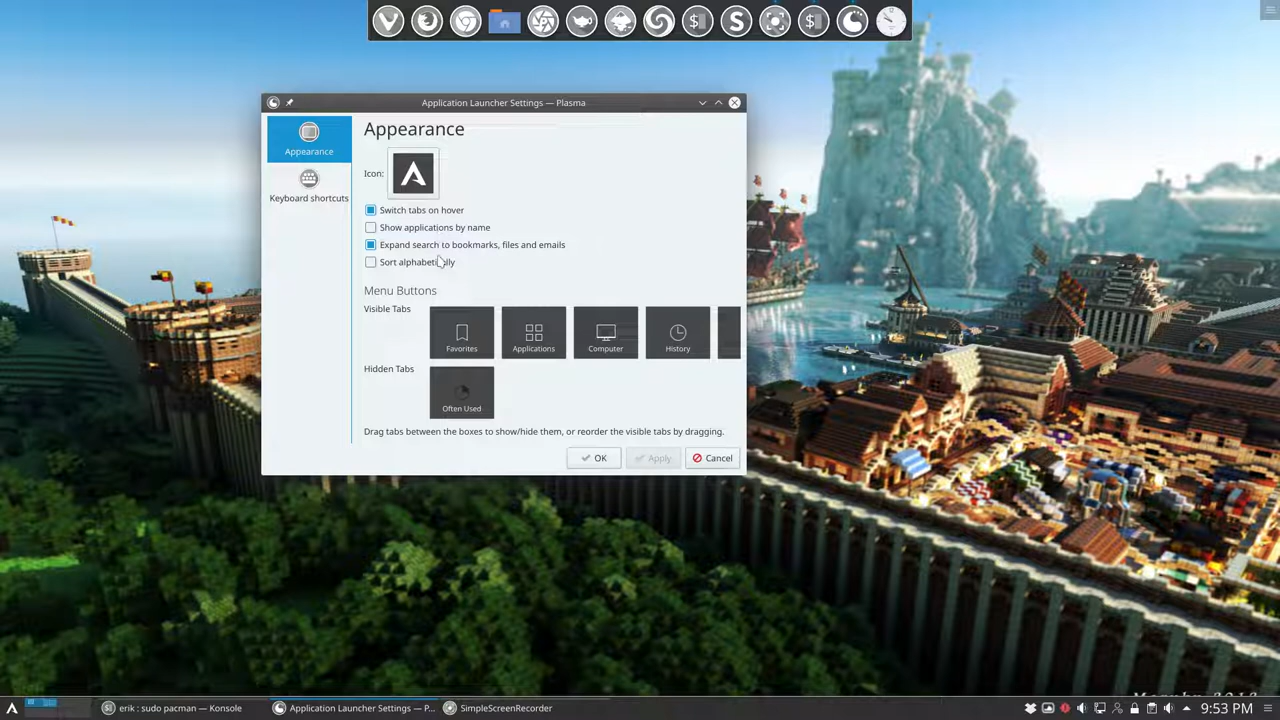 Application Launcher Settings — Plasma
Appearance
Keyboard shortcuts
Appearance
Icon:
Switch tabs on hover
Show applications by name
Expand search to bookmarks, files and emails
Sort alphabetically
Menu Buttons
Visible Tabs
Favorites
Applications
Computer
History
Hidden Tabs
Often Used
Drag tabs between the boxes to show/hide them, or reorder the visible tabs by dragging.
OK
Apply
Cancel
erik : sudo pacman — Konsole
Application Launcher Settings — P...
SimpleScreenRecorder
9:53 PM